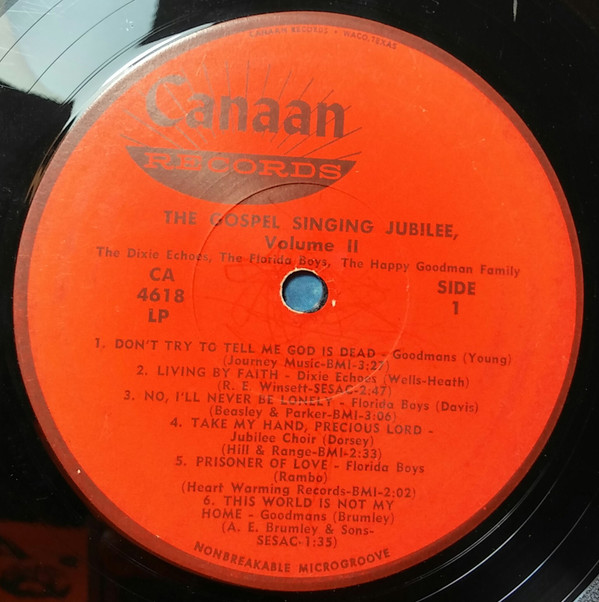 CANAAN RECORDS • WACO, TEXAS
Canaan
RECORDS
THE GOSPEL SINGING JUBILEE,
Volume II
The Dixie Echoes, The Florida Boys, The Happy Goodman Family
CA
4618
LP
SIDE
1
1. DON'T TRY TO TELL ME GOD IS DEAD - Goodmans (Young)
(Journey Music-BMI-3:27)
2. LIVING BY FAITH - Dixie Echoes (Wells-Heath)
(R. E. Winsett-SESAC-2:47)
3. NO, I'LL NEVER BE LONELY - Florida Boys (Davis)
(Beasley & Parker-BMI-3:06)
4. TAKE MY HAND, PRECIOUS LORD -
Jubilee Choir (Dorsey)
(Hill & Range-BMI-2:33)
5. PRISONER OF LOVE - Florida Boys
(Rambo)
(Heart Warming Records-BMI-2:02)
6. THIS WORLD IS NOT MY
HOME - Goodmans (Brumley)
(A. E. Brumley & Sons-
SESAC-1:35)
NONBREAKABLE MICROGROOVE